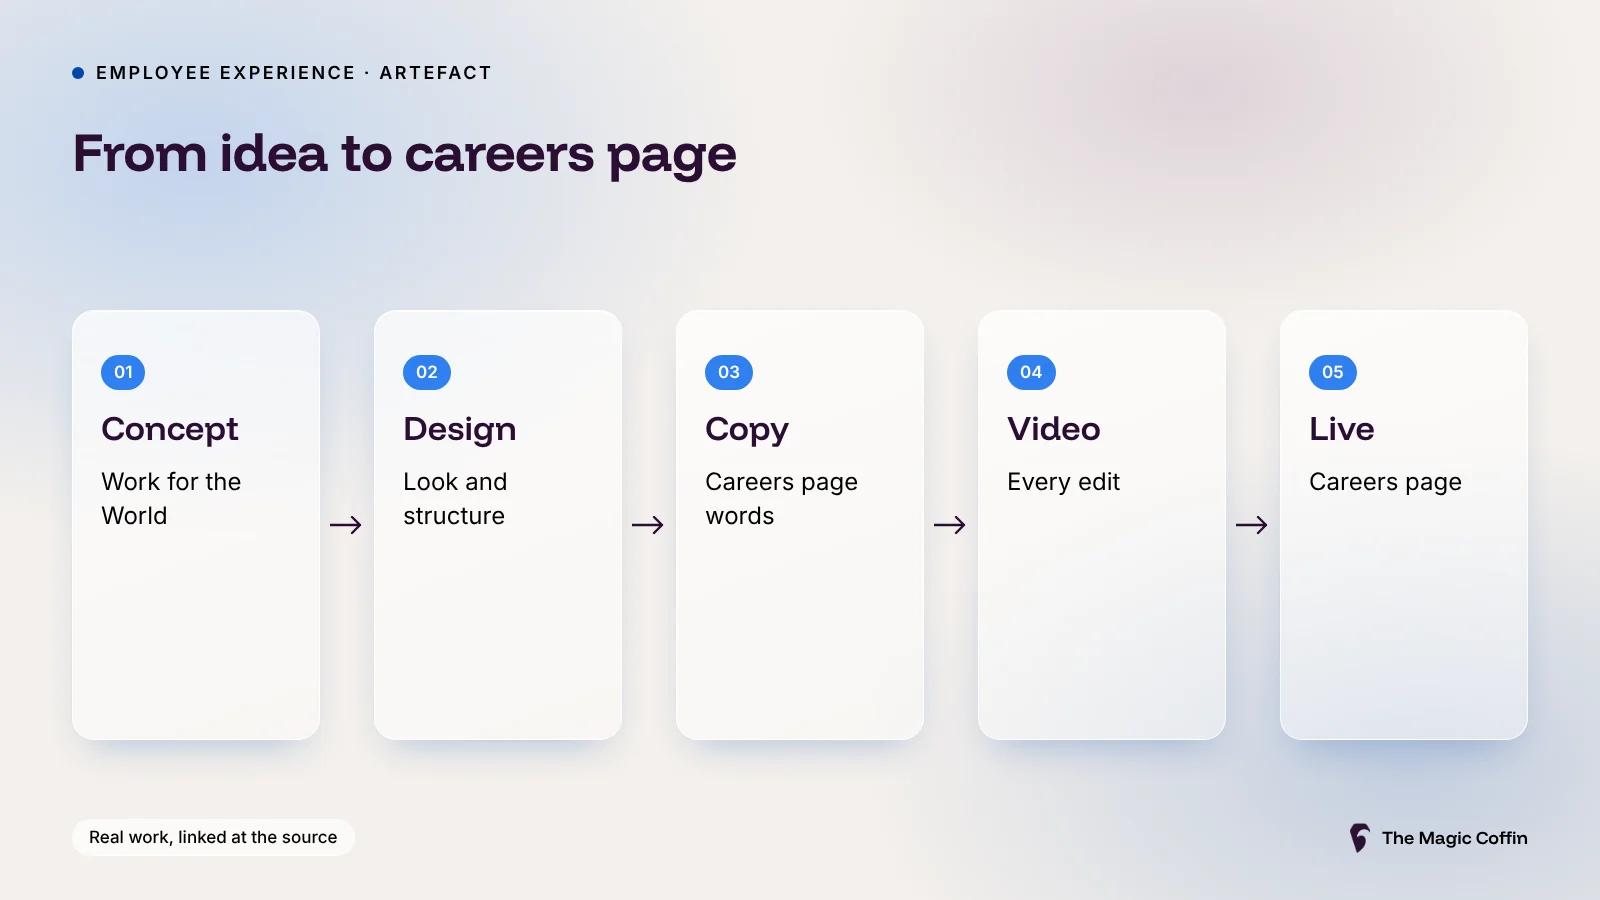 EMPLOYEE EXPERIENCE · ARTEFACT
From idea to careers page
01
Concept
Work for the
World
02
Design
Look and
structure
03
Copy
Careers page
words
04
Video
Every edit
05
Live
Careers page
Real work, linked at the source
The Magic Coffin